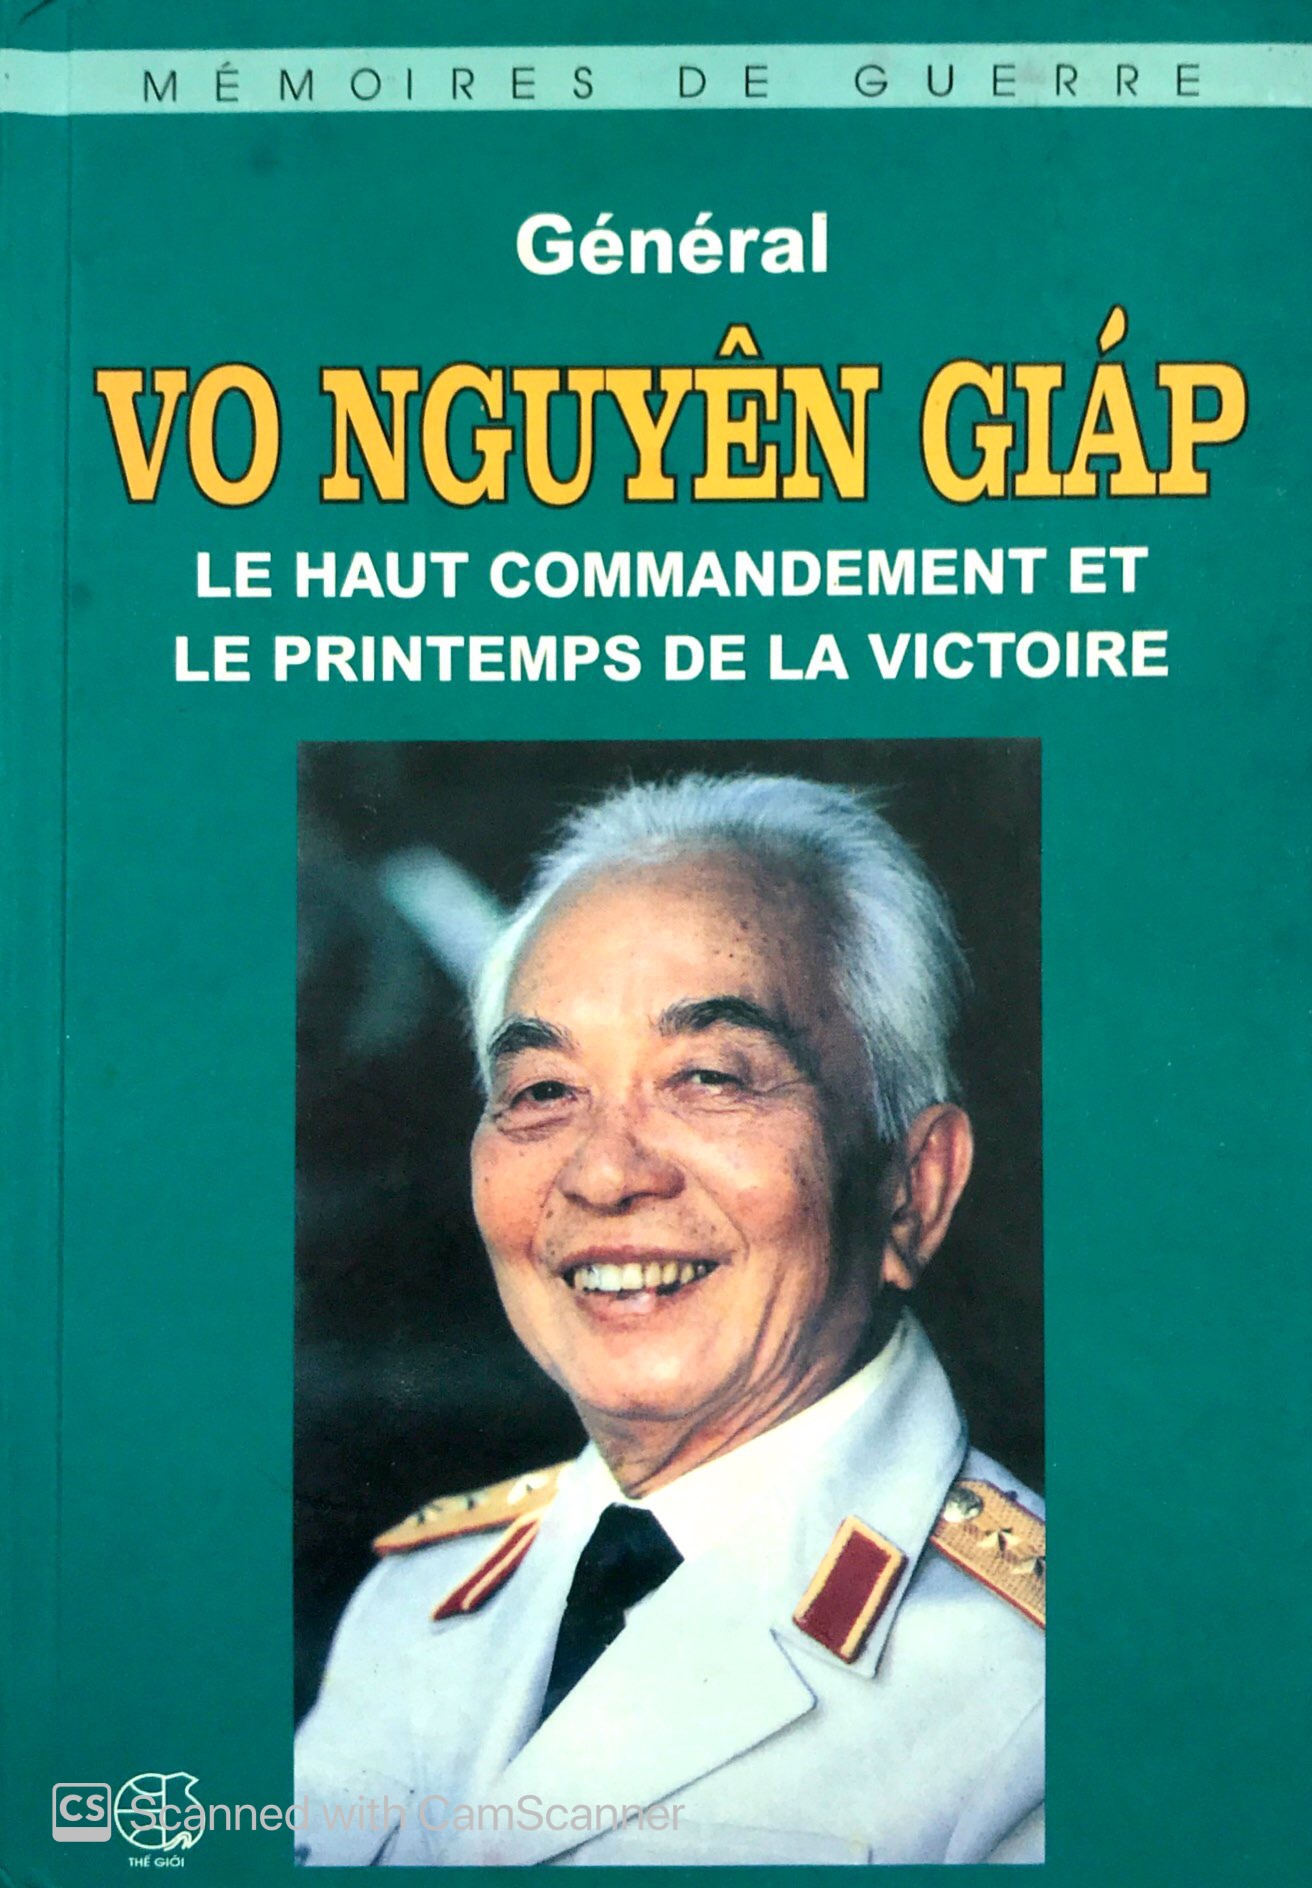 MÉMOIRES DE GUERRE
Général
VO NGUYÊN GIÁP
LE HAUT COMMANDEMENT ET
LE PRINTEMPS DE LA VICTOIRE
CS Scanned with CamScanner
THẾ GIỚI